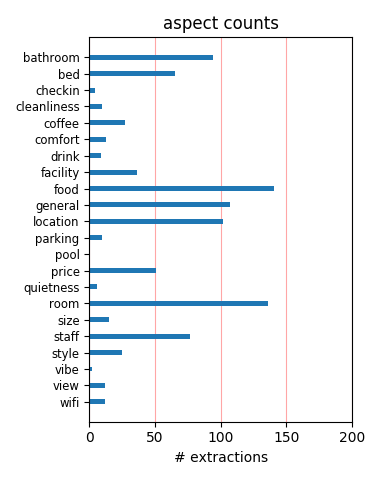 aspect counts
bathroom
bed
checkin
cleanliness
coffee
comfort
drink
facility
food
general
location
parking
pool
price
quietness
room
size
staff
style
vibe
view
wifi
0 50 100 150 200
# extractions